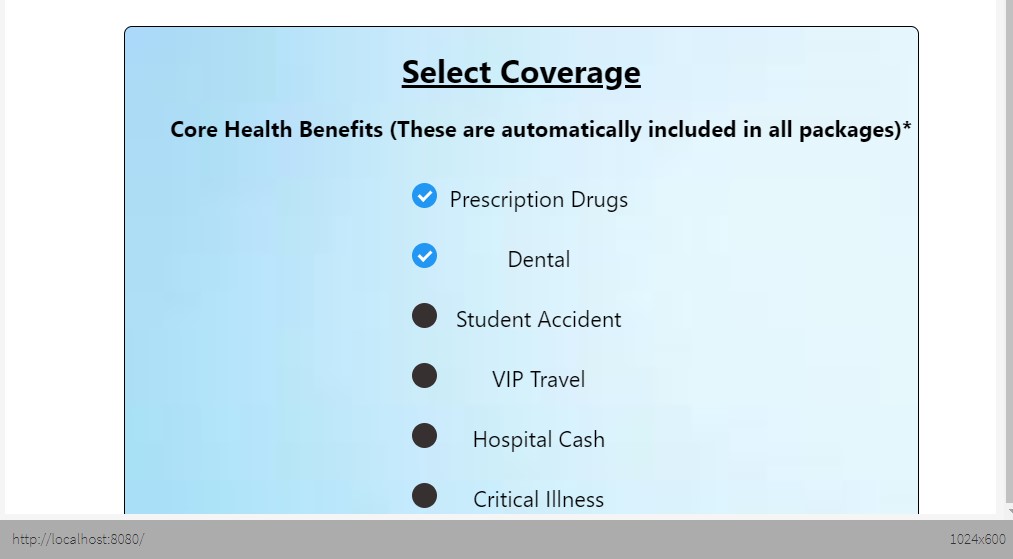 Select Coverage
Core Health Benefits (These are automatically included in all packages)*
Prescription Drugs
Dental
Student Accident
VIP Travel
Hospital Cash
Critical Illness
http://localhost:8080/
1024x600